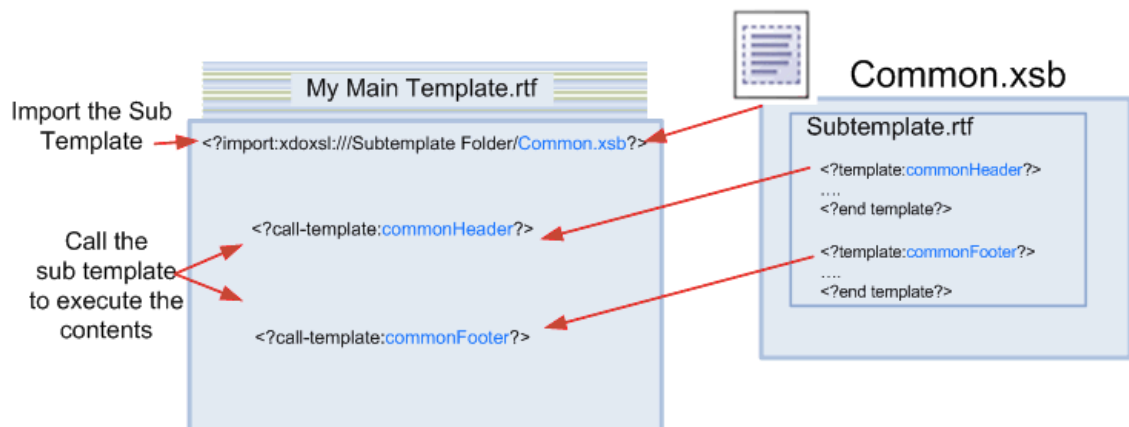 My Main Template.rtf
Import the Sub
Template
<?import:xdoxsl:///Subtemplate Folder/Common.xsb?>
Call the
sub template
to execute the
contents
<?call-template:commonHeader?>
<?call-template:commonFooter?>
Common.xsb
Subtemplate.rtf
<?template:commonHeader?>
....
<?end template?>
<?template:commonFooter?>
....
<?end template?>